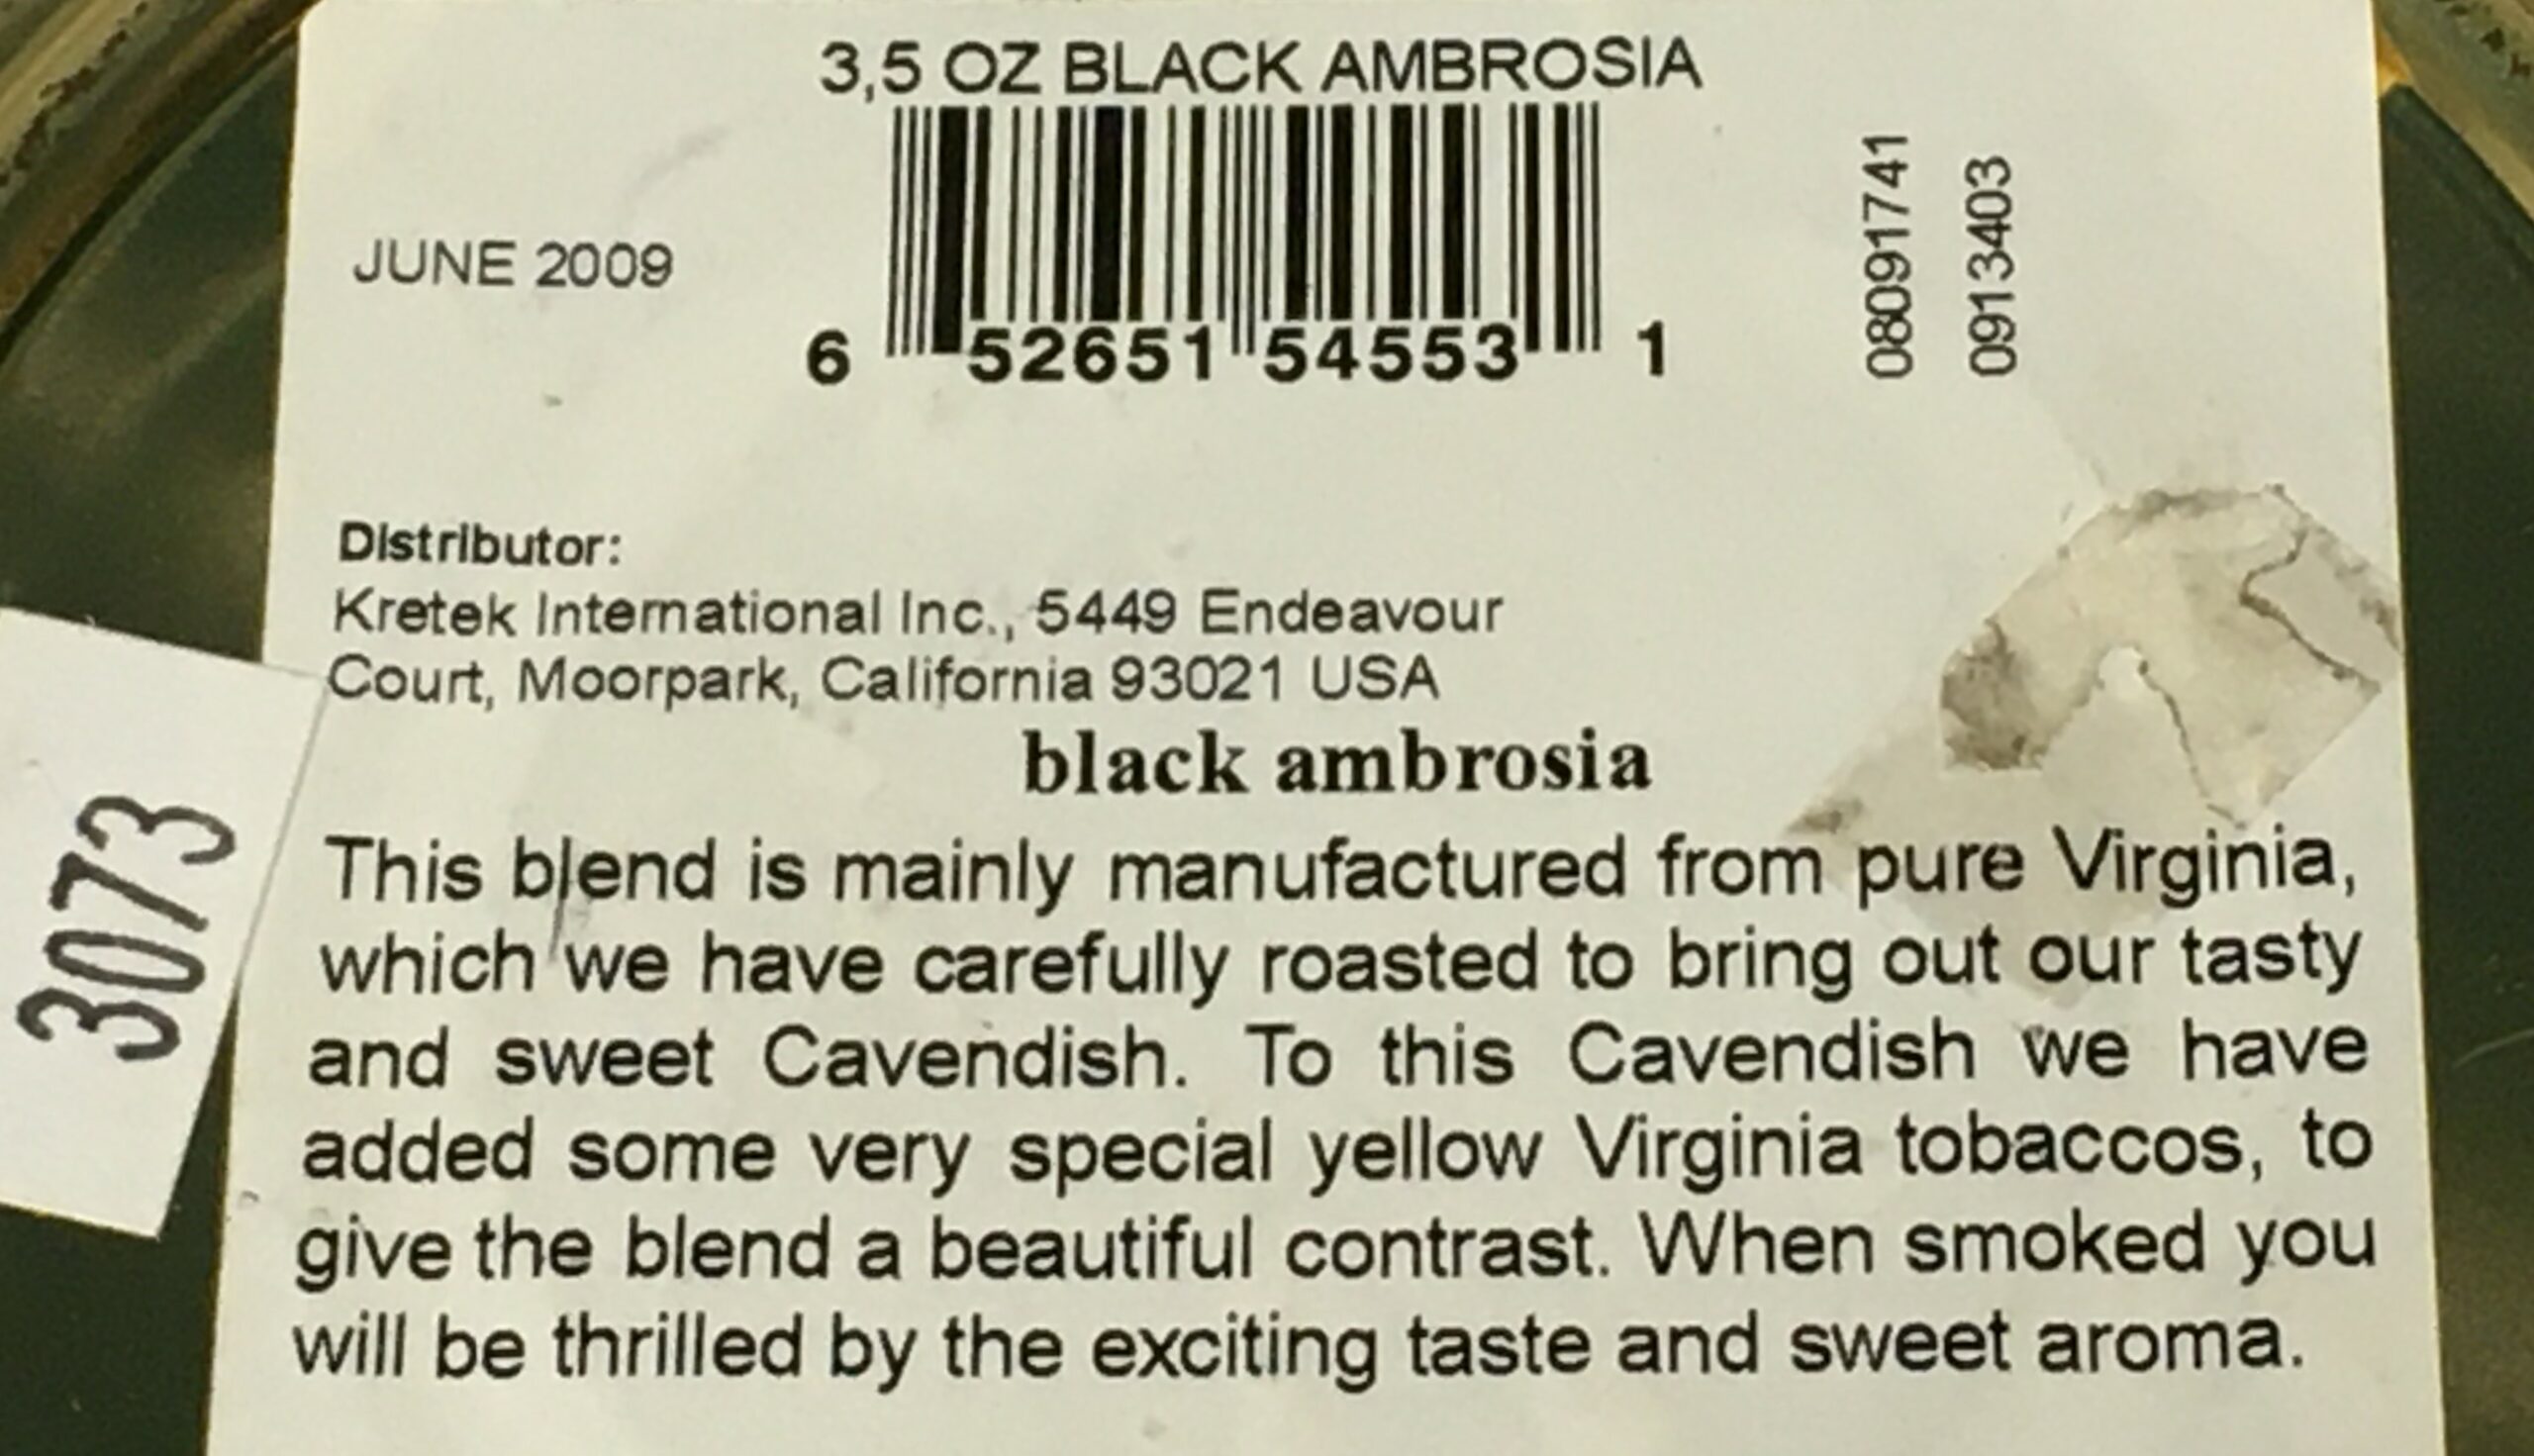 3,5 OZ BLACK AMBROSIA
JUNE 2009
6 52651 54553 1
08091741
09113403
Distributor:
Kretek International Inc., 5449 Endeavour
Court, Moorpark, California 93021 USA
black ambrosia
3073
This blend is mainly manufactured from pure Virginia,
which we have carefully roasted to bring out our tasty
and sweet Cavendish. To this Cavendish we have
added some very special yellow Virginia tobaccos, to
give the blend a beautiful contrast. When smoked you
will be thrilled by the exciting taste and sweet aroma.